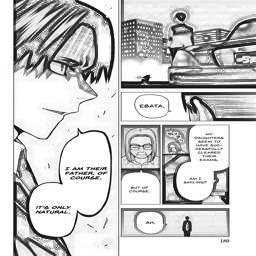 EBATA.
MY
DAUGHTERS
SEEM TO
HAVE SUC-
CESSFULLY
CLEARED
THEIR
EXAMS.
AM I
SMILING?
BUT OF
COURSE.
AH.
I AM THEIR
FATHER, OF
COURSE.
IT'S ONLY
NATURAL.
180